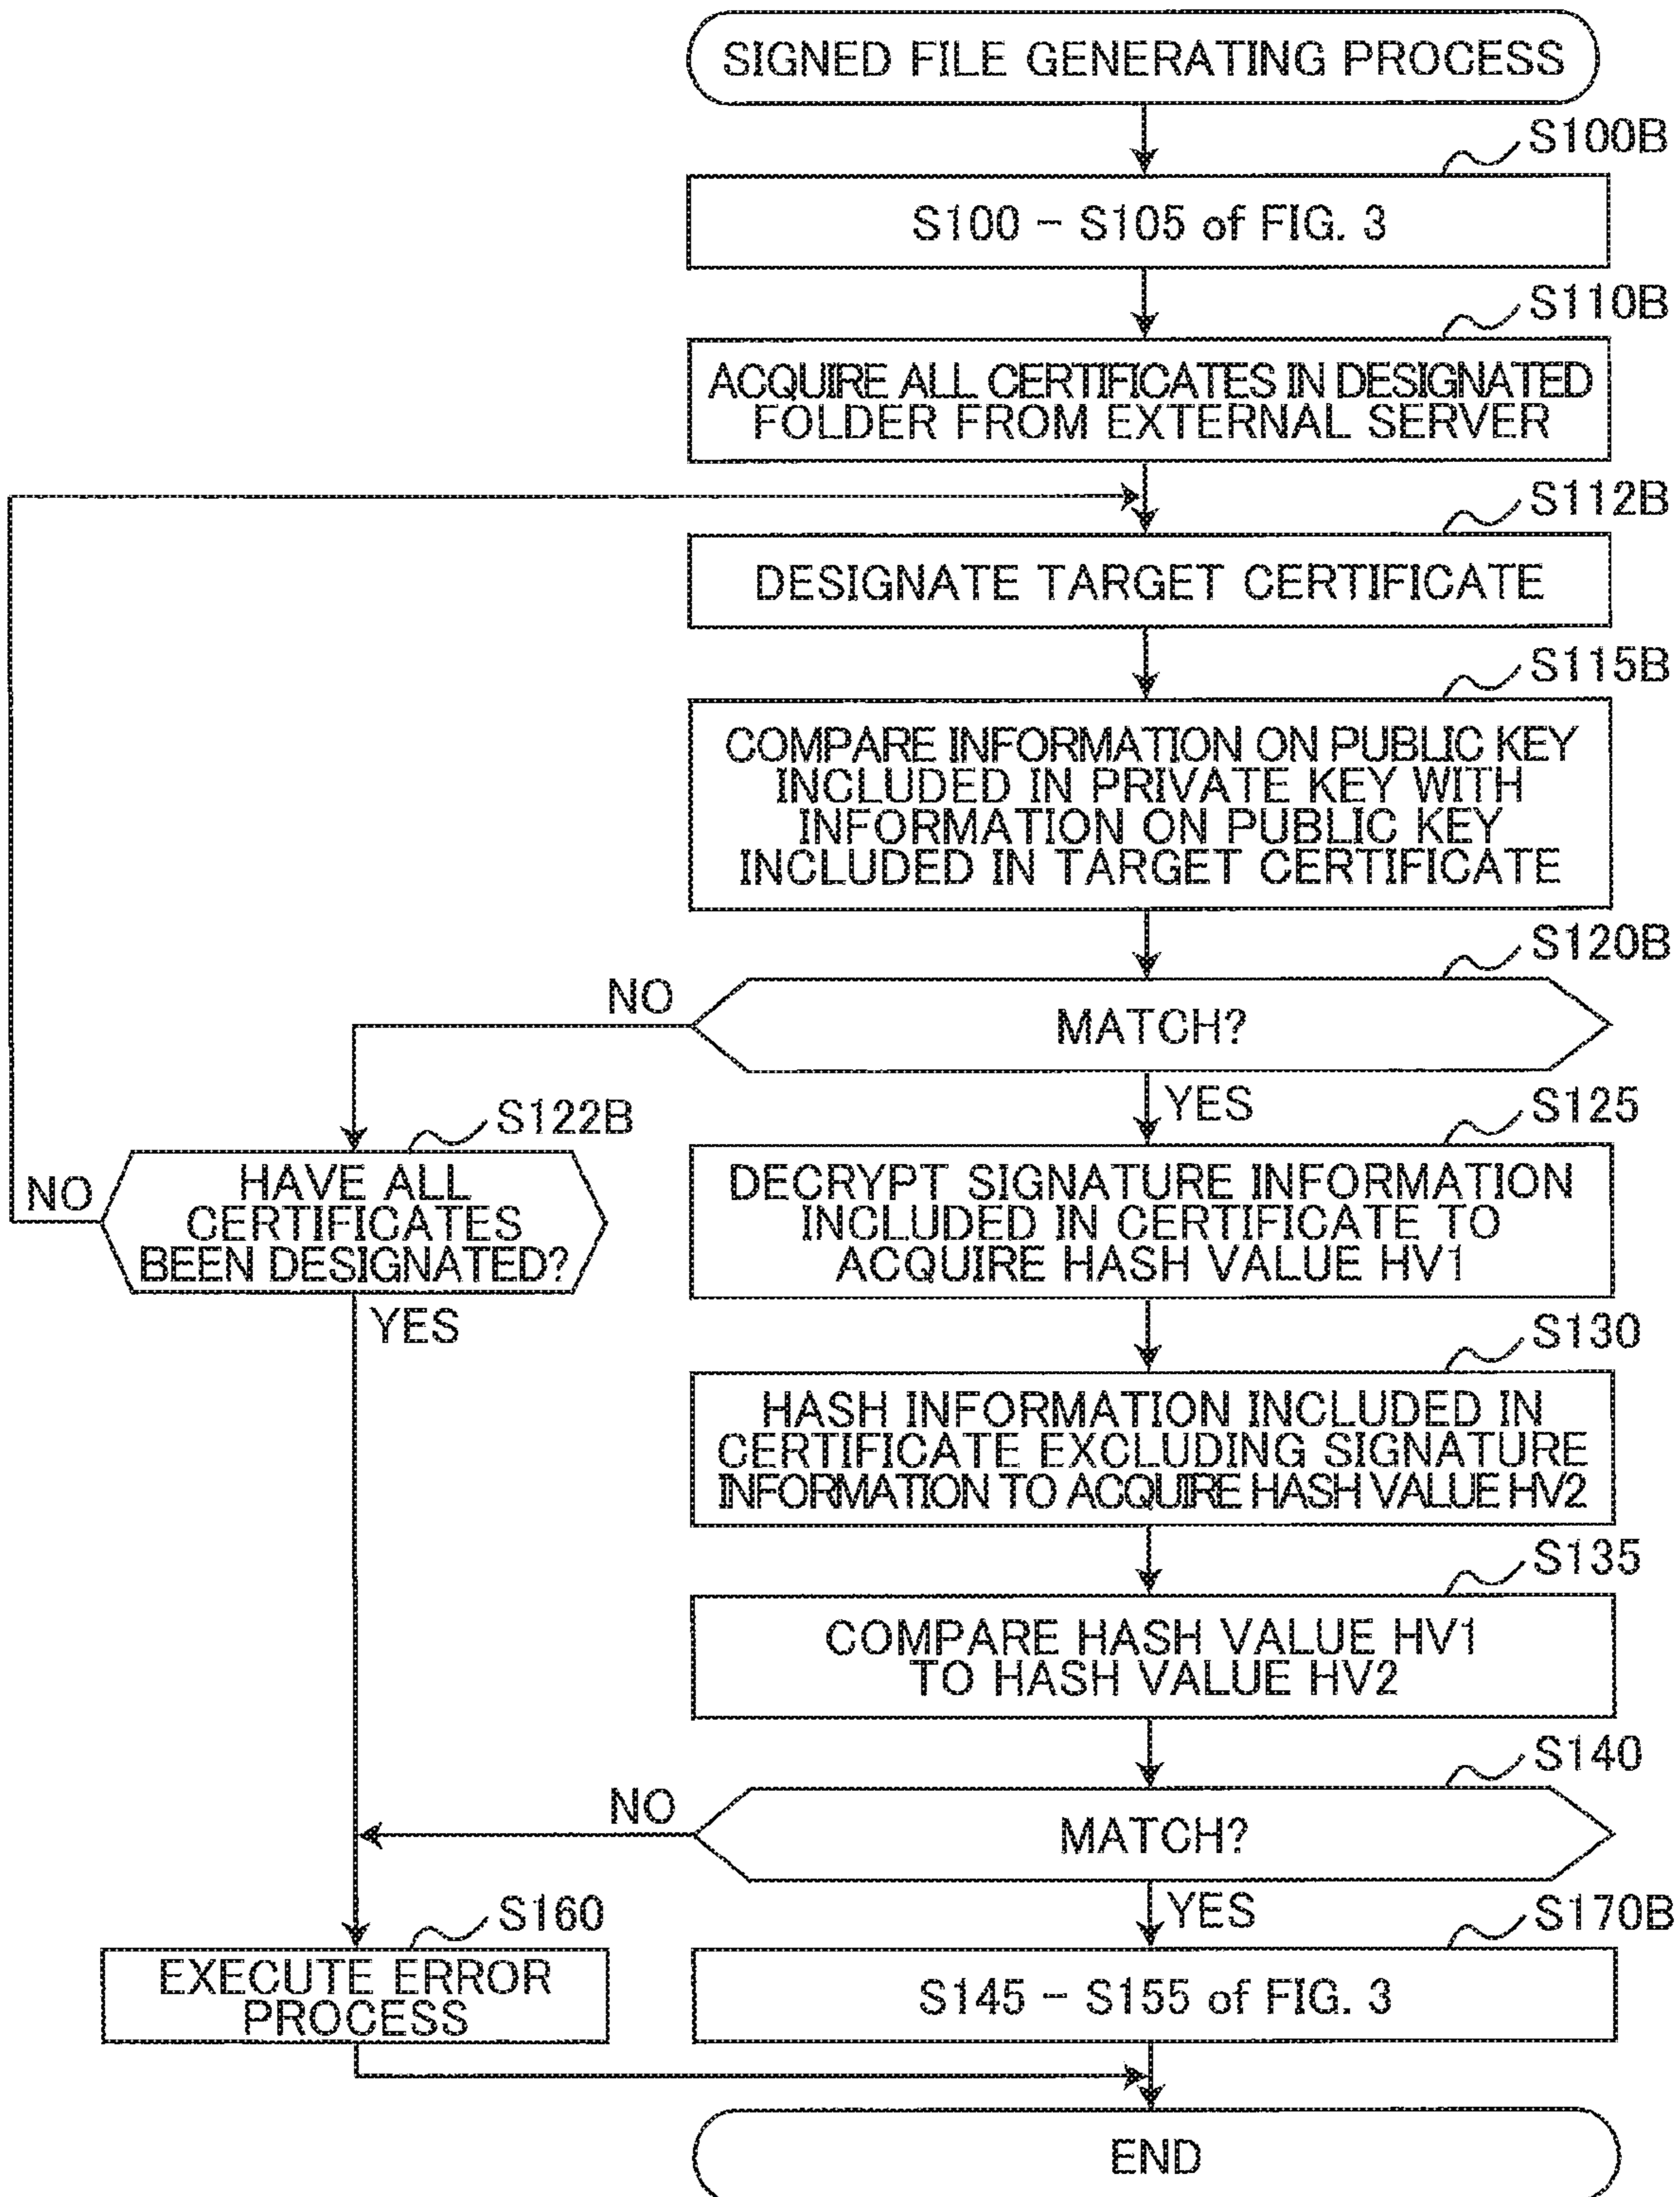 SIGNED FILE GENERATING PROCESS
S100B
S100 – S105 of FIG. 3
S110B
ACQUIRE ALL CERTIFICATES IN DESIGNATED
FOLDER FROM EXTERNAL SERVER
S112B
DESIGNATE TARGET CERTIFICATE
S115B
COMPARE INFORMATION ON PUBLIC KEY
INCLUDED IN PRIVATE KEY WITH
INFORMATION ON PUBLIC KEY
INCLUDED IN TARGET CERTIFICATE
S120B
NO
MATCH?
YES
S122B
NO
HAVE ALL
CERTIFICATES
BEEN DESIGNATED?
YES
S125
DECRYPT SIGNATURE INFORMATION
INCLUDED IN CERTIFICATE TO
ACQUIRE HASH VALUE HV1
S130
HASH INFORMATION INCLUDED IN
CERTIFICATE EXCLUDING SIGNATURE
INFORMATION TO ACQUIRE HASH VALUE HV2
S135
COMPARE HASH VALUE HV1
TO HASH VALUE HV2
S140
NO
MATCH?
YES
S160
EXECUTE ERROR
PROCESS
S170B
S145 – S155 of FIG. 3
END